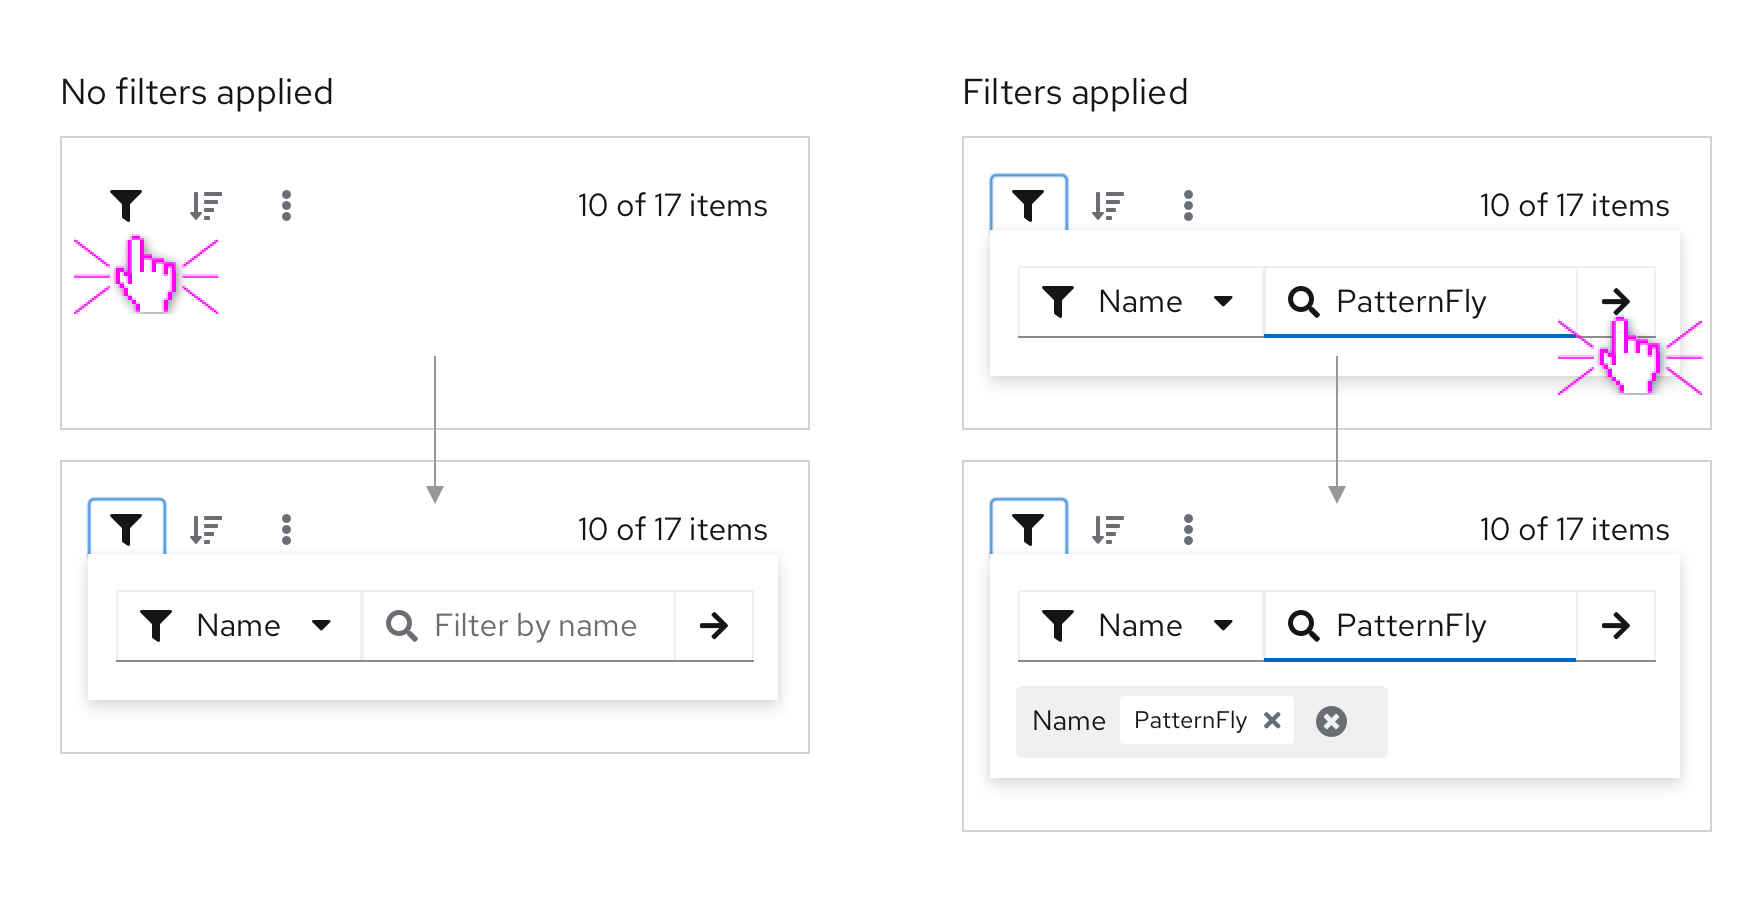 No filters applied
10 of 17 items
10 of 17 items
Name
Filter by name
Filters applied
10 of 17 items
Name
PatternFly
10 of 17 items
Name
PatternFly
Name
PatternFly